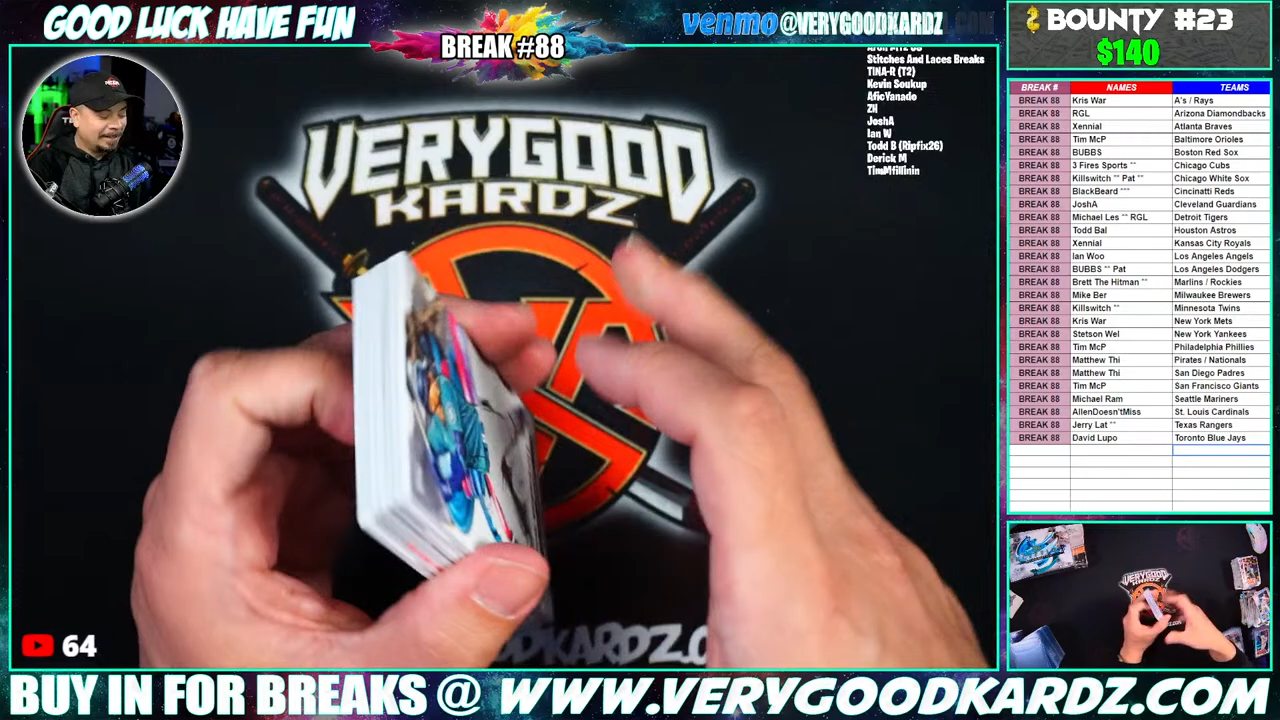 GOOD LUCK HAVE FUN
BREAK #88
venmo @VERYGOODKARDZ
BOUNTY #23
$140
Stitches And Laces Breaks
TINA-R (T2)
Kevin Soukup
AficYanado
ZH
JoshA
Ian W
Todd B (Ripfix26)
Derick M
TimMfillinin
VERYGOOD
KARDZ
BREAK # NAMES TEAMS
BREAK 88 Kris War A's / Rays
BREAK 88 RGL Arizona Diamondbacks
BREAK 88 Xennial Atlanta Braves
BREAK 88 Tim McP Baltimore Orioles
BREAK 88 BUBBS Boston Red Sox
BREAK 88 3 Fires Sports ** Chicago Cubs
BREAK 88 Killswitch ** Pat ** Chicago White Sox
BREAK 88 BlackBeard *** Cincinatti Reds
BREAK 88 JoshA Cleveland Guardians
BREAK 88 Michael Les ** RGL Detroit Tigers
BREAK 88 Todd Bal Houston Astros
BREAK 88 Xennial Kansas City Royals
BREAK 88 Ian Woo Los Angeles Angels
BREAK 88 BUBBS ** Pat Los Angeles Dodgers
BREAK 88 Brett The Hitman ** Marlins / Rockies
BREAK 88 Mike Ber Milwaukee Brewers
BREAK 88 Killswitch ** Minnesota Twins
BREAK 88 Kris War New York Mets
BREAK 88 Stetson Wel New York Yankees
BREAK 88 Tim McP Philadelphia Phillies
BREAK 88 Matthew Thi Pirates / Nationals
BREAK 88 Matthew Thi San Diego Padres
BREAK 88 Tim McP San Francisco Giants
BREAK 88 Michael Ram Seattle Mariners
BREAK 88 AllenDoesn'tMiss St. Louis Cardinals
BREAK 88 Jerry Lat ** Texas Rangers
BREAK 88 David Lupo Toronto Blue Jays
VERYGOOD
KARDZ
64
BUY IN FOR BREAKS @ WWW.VERYGOODKARDZ.COM